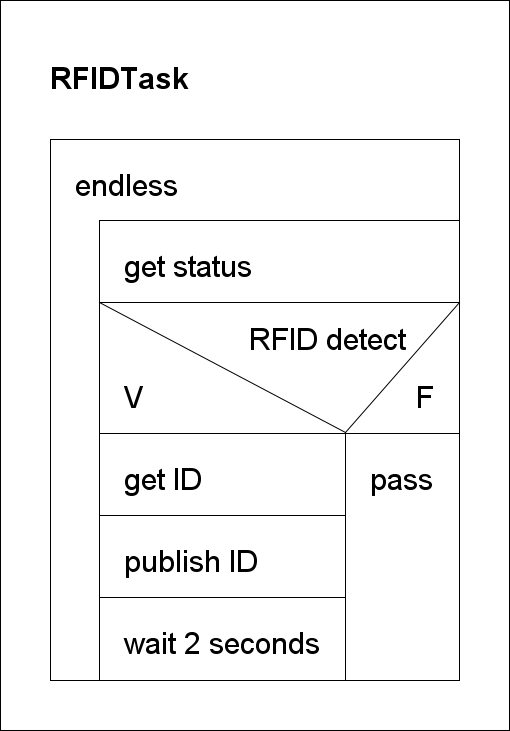 RFIDTask
endless
get status
RFID detect
V
F
get ID
pass
publish ID
wait 2 seconds